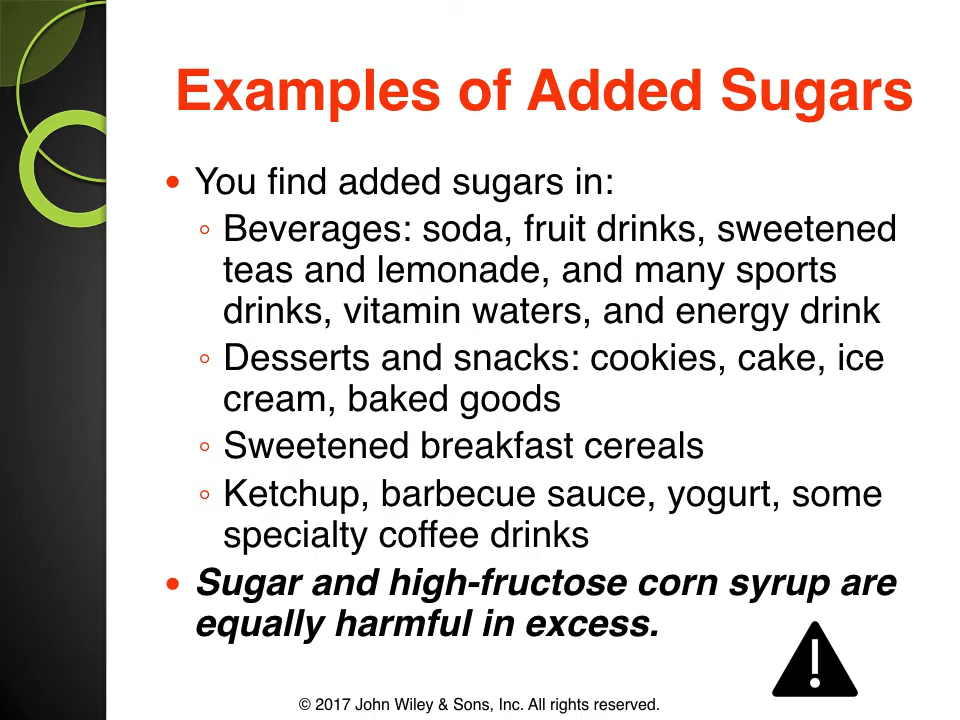 Examples of Added Sugars
• You find added sugars in:
◦ Beverages: soda, fruit drinks, sweetened
teas and lemonade, and many sports
drinks, vitamin waters, and energy drink
◦ Desserts and snacks: cookies, cake, ice
cream, baked goods
◦ Sweetened breakfast cereals
◦ Ketchup, barbecue sauce, yogurt, some
specialty coffee drinks
• Sugar and high-fructose corn syrup are
equally harmful in excess.
!
© 2017 John Wiley & Sons, Inc. All rights reserved.